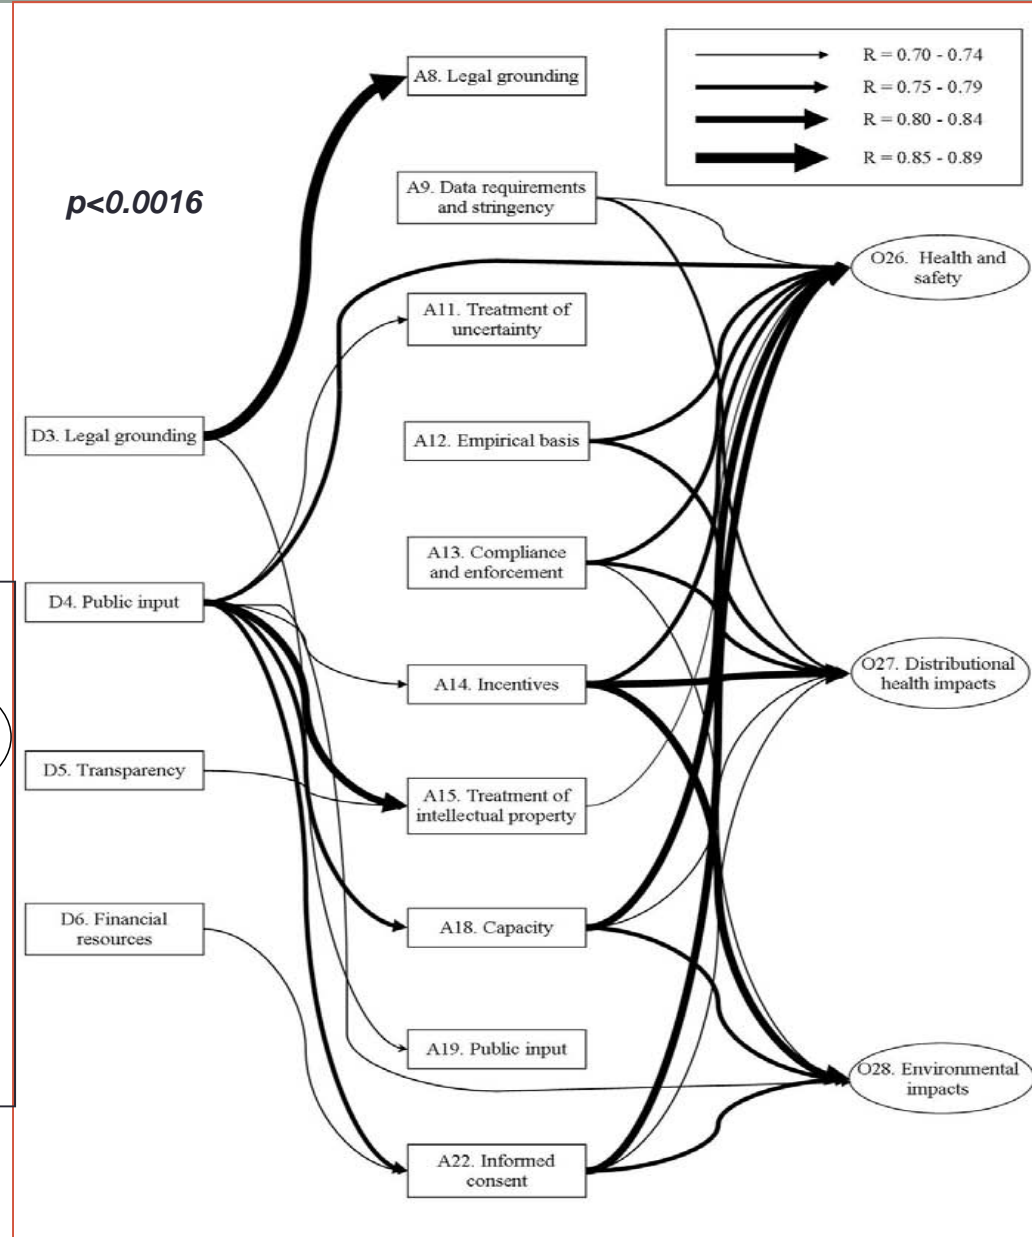 R = 0.70 - 0.74
R = 0.75 - 0.79
R = 0.80 - 0.84
R = 0.85 - 0.89
p<0.0016
D3. Legal grounding
D4. Public input
D5. Transparency
D6. Financial
resources
A8. Legal grounding
A9. Data requirements
and stringency
A11. Treatment of
uncertainty
A12. Empirical basis
A13. Compliance
and enforcement
A14. Incentives
A15. Treatment of
intellectual property
A18. Capacity
A19. Public input
A22. Informed
consent
O26. Health and
safety
O27. Distributional
health impacts
O28. Environmental
impacts